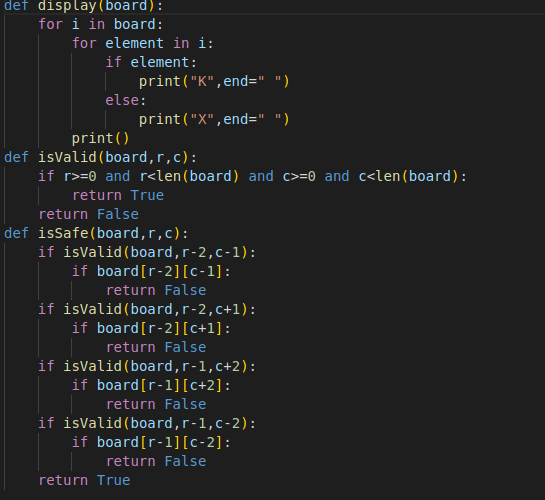 def display(board):
    for i in board:
        for element in i:
            if element:
                print("K",end=" ")
            else:
                print("X",end=" ")
        print()
def isValid(board,r,c):
    if r>=0 and r<len(board) and c>=0 and c<len(board):
        return True
    return False
def isSafe(board,r,c):
    if isValid(board,r-2,c-1):
        if board[r-2][c-1]:
            return False
    if isValid(board,r-2,c+1):
        if board[r-2][c+1]:
            return False
    if isValid(board,r-1,c+2):
        if board[r-1][c+2]:
            return False
    if isValid(board,r-1,c-2):
        if board[r-1][c-2]:
            return False
    return True